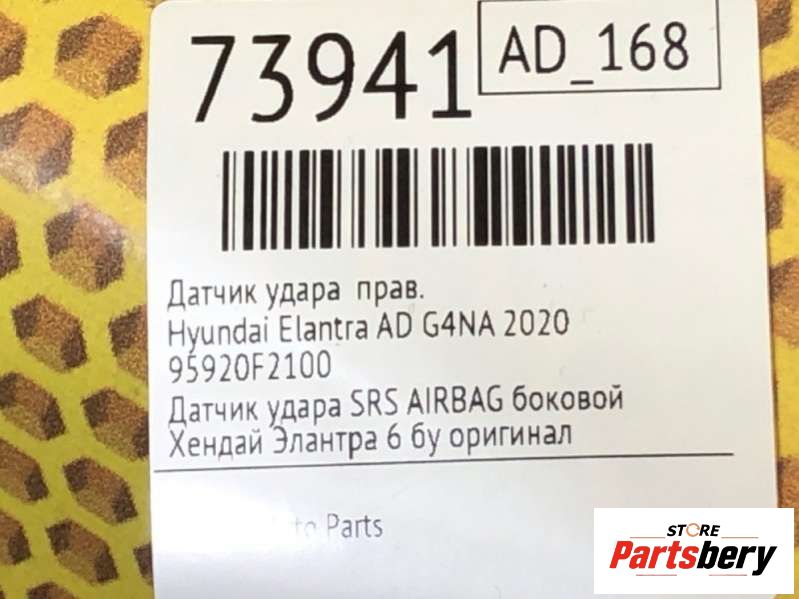 73941
AD_168
Датчик удара прав.
Hyundai Elantra AD G4NA 2020
95920F2100
Датчик удара SRS AIRBAG боковой
Хендай Элантра 6 бу оригинал
Parts
STORE
Partsbery